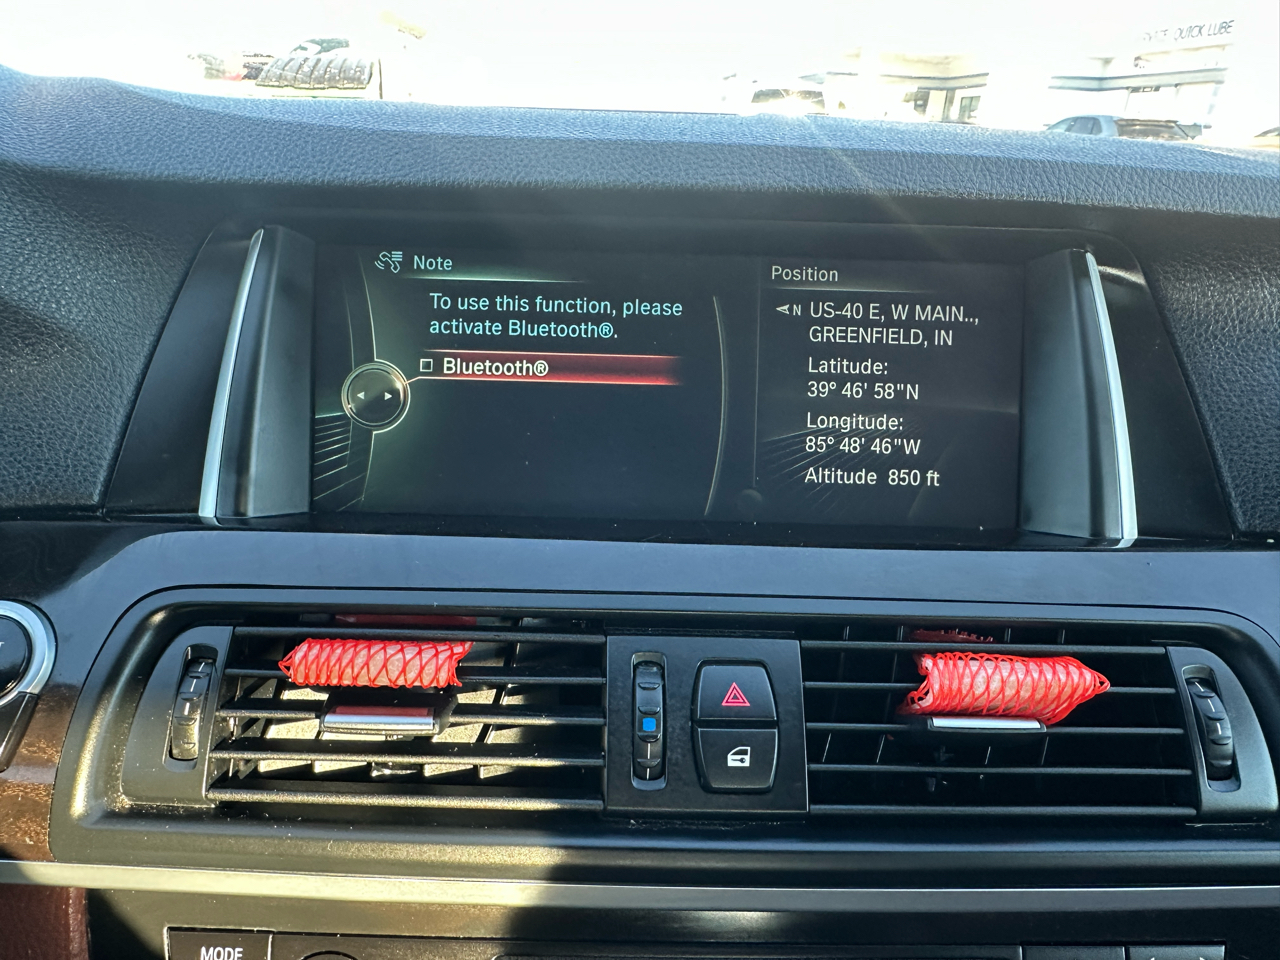 QUICK LUBE
Note
To use this function, please
activate Bluetooth®.
Bluetooth®
Position
N US-40 E, W MAIN..,
GREENFIELD, IN
Latitude:
39° 46' 58"N
Longitude:
85° 48' 46"W
Altitude 850 ft
MODE